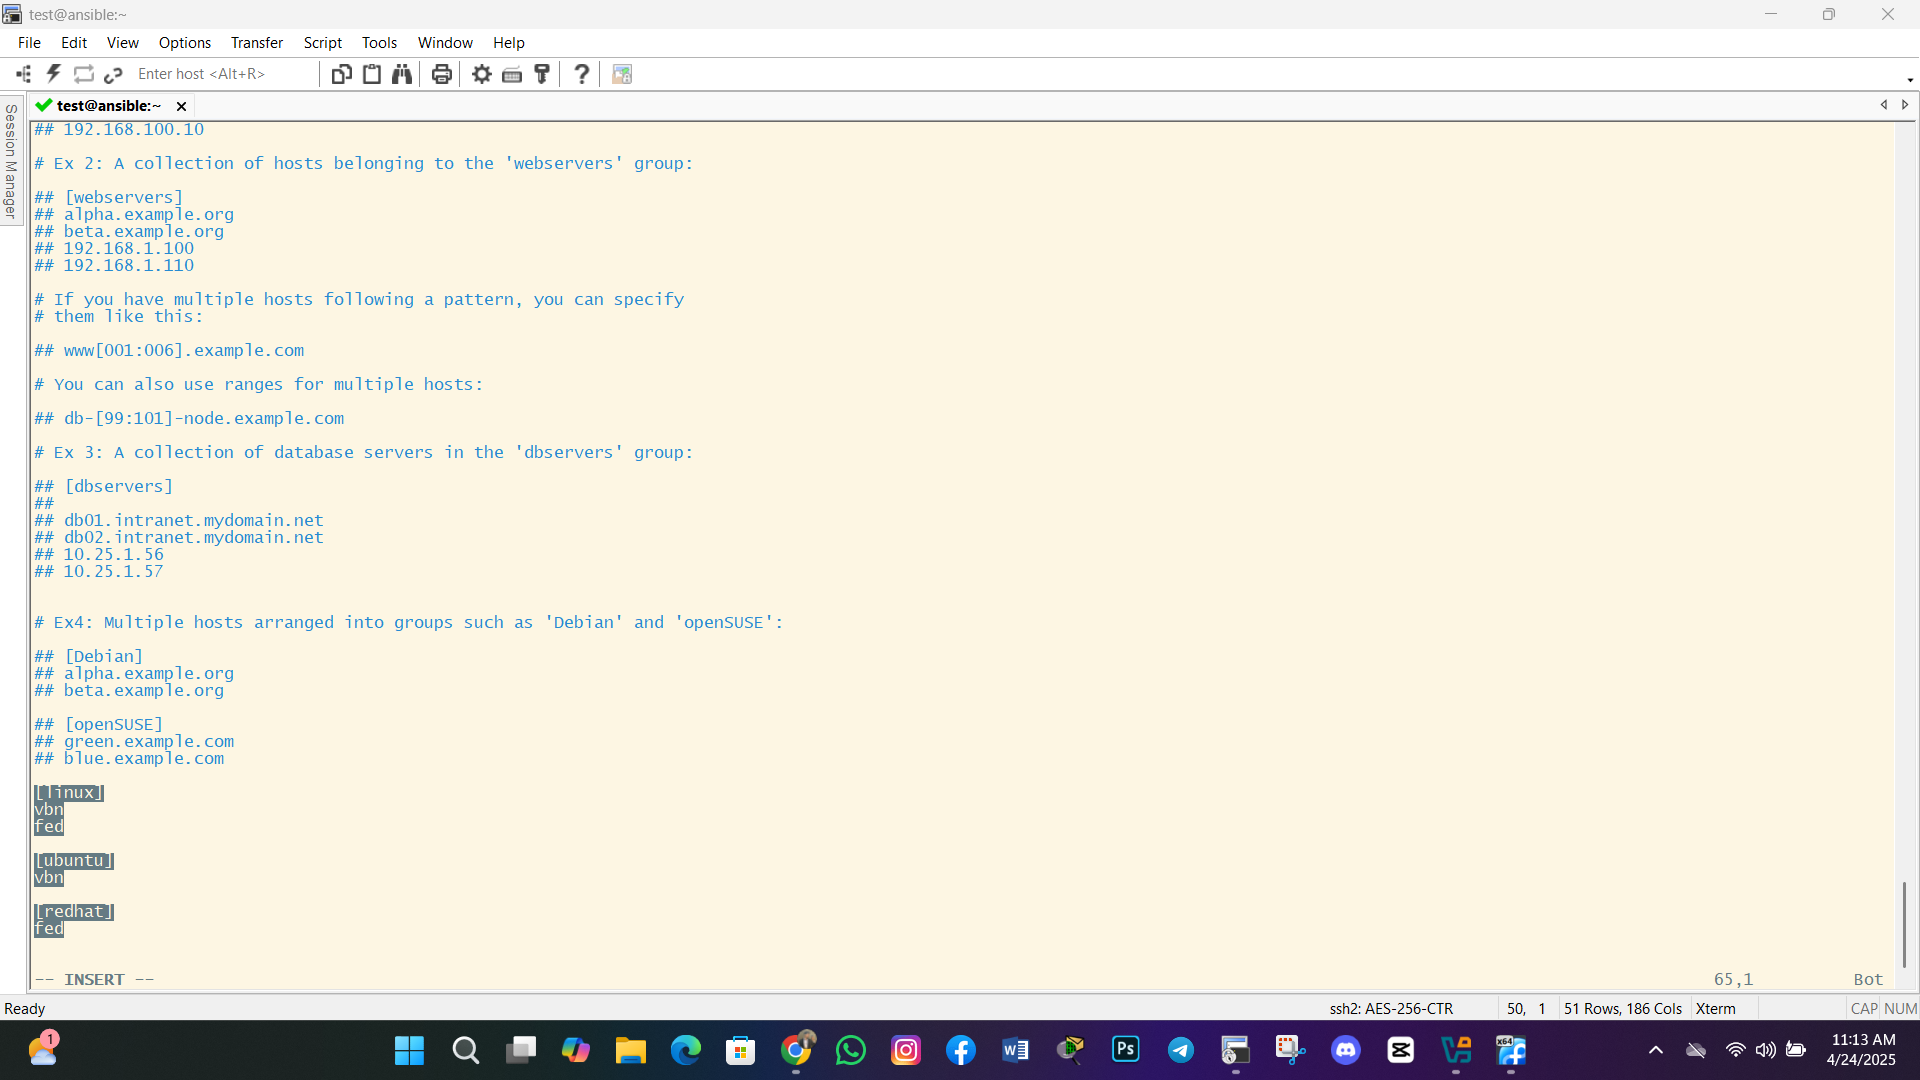 test@ansible:~
File Edit View Options Transfer Script Tools Window Help
Enter host <Alt+R>
test@ansible:~
Session Manager
## 192.168.100.10
# Ex 2: A collection of hosts belonging to the 'webservers' group:
## [webservers]
## alpha.example.org
## beta.example.org
## 192.168.1.100
## 192.168.1.110
# If you have multiple hosts following a pattern, you can specify
# them like this:
## www[001:006].example.com
# You can also use ranges for multiple hosts:
## db-[99:101]-node.example.com
# Ex 3: A collection of database servers in the 'dbservers' group:
## [dbservers]
##
## db01.intranet.mydomain.net
## db02.intranet.mydomain.net
## 10.25.1.56
## 10.25.1.57
# Ex4: Multiple hosts arranged into groups such as 'Debian' and 'openSUSE':
## [Debian]
## alpha.example.org
## beta.example.org
## [openSUSE]
## green.example.com
## blue.example.com
[linux]
vbn
fed
[ubuntu]
vbn
[redhat]
fed
-- INSERT -- 65,1 Bot
Ready ssh2: AES-256-CTR 50, 1 51 Rows, 186 Cols Xterm CAP NUM
1 Ps x64 11:13 AM
4/24/2025